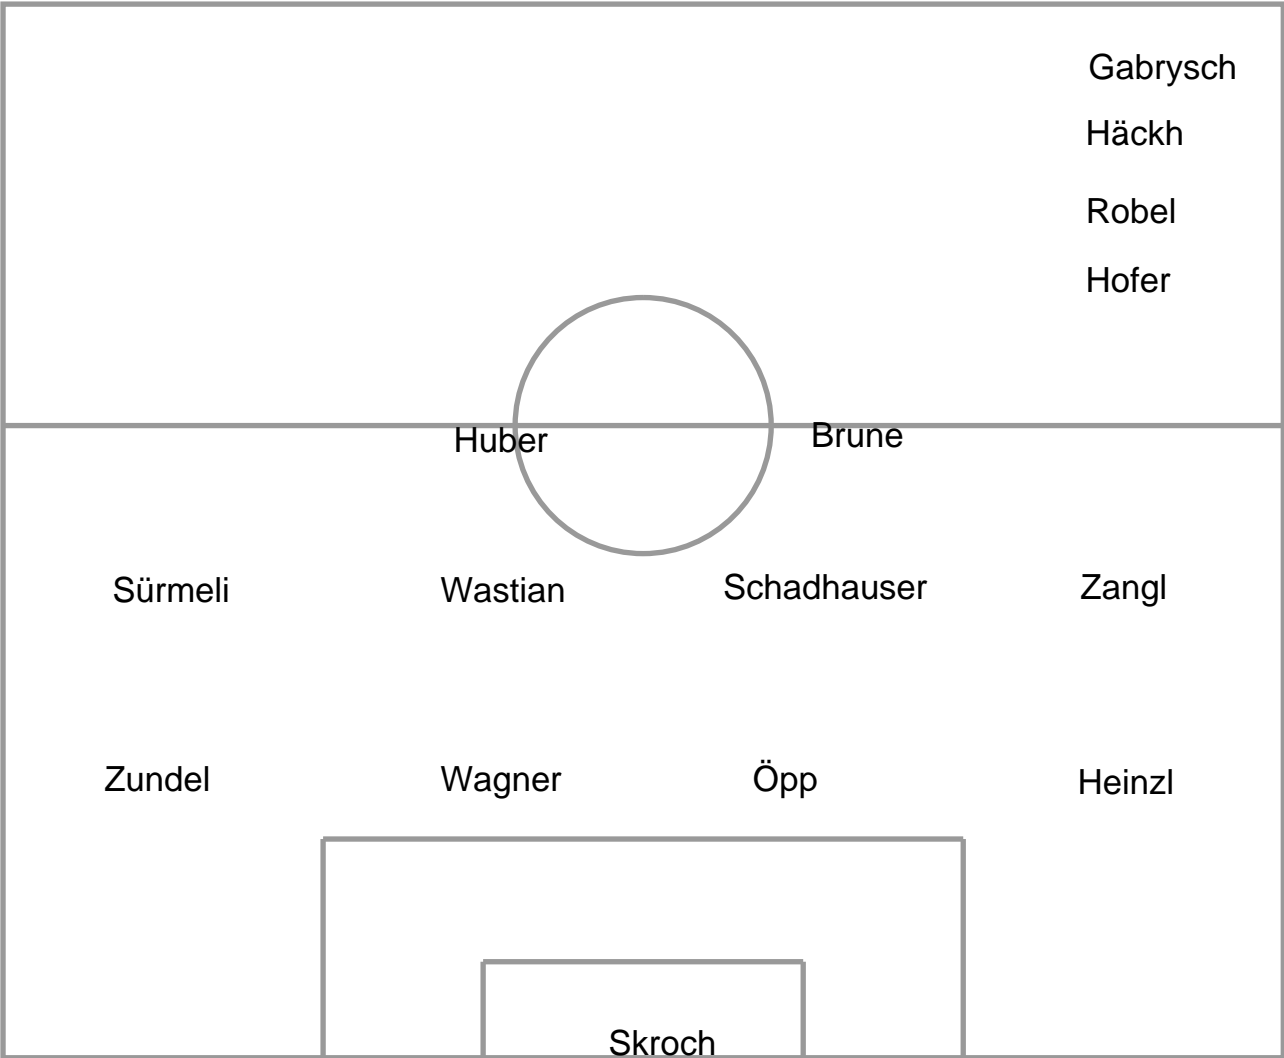 Gabrysch
Häckh
Robel
Hofer
Huber Brune
Sürmeli Wastian Schadhauser Zangl
Zundel Wagner Öpp Heinzl
Skroch